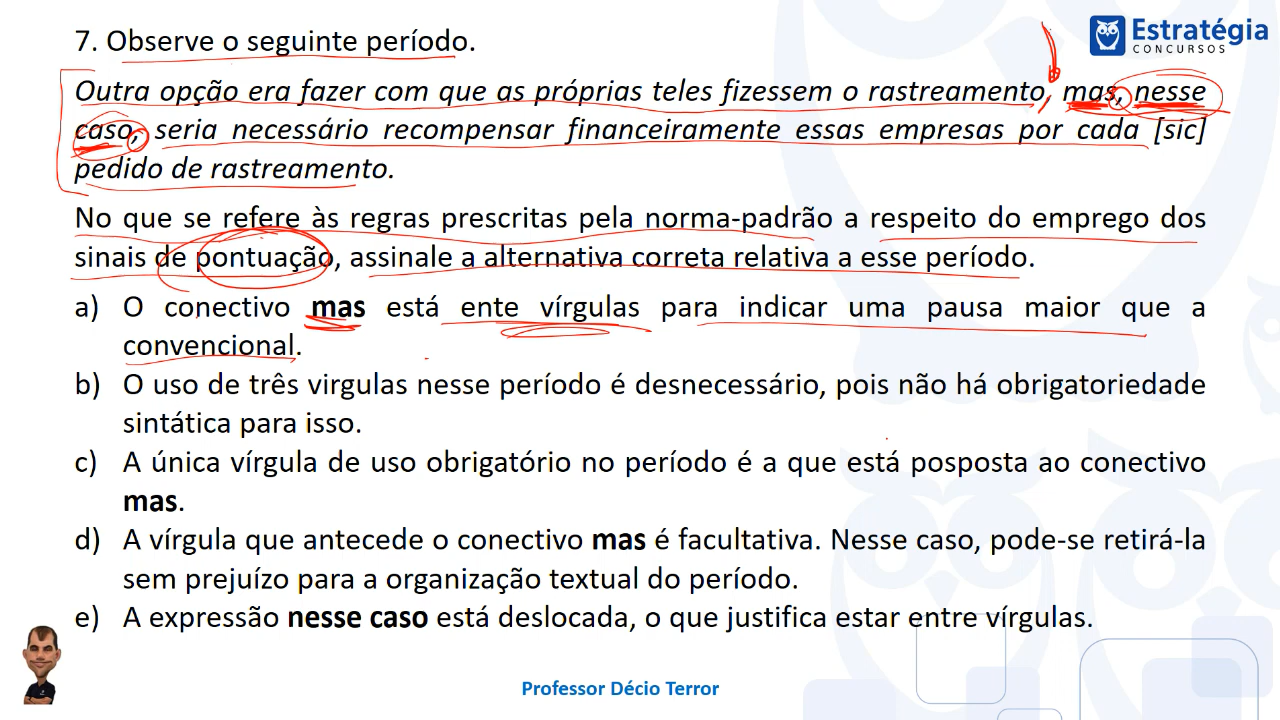 Estratégia
CONCURSOS
7. Observe o seguinte período.
Outra opção era fazer com que as próprias teles fizessem o rastreamento, mas, nesse
caso, seria necessário recompensar financeiramente essas empresas por cada [sic]
pedido de rastreamento.
No que se refere às regras prescritas pela norma-padrão a respeito do emprego dos
sinais de pontuação, assinale a alternativa correta relativa a esse período.
a) O conectivo mas está ente vírgulas para indicar uma pausa maior que a
convencional.
b) O uso de três virgulas nesse período é desnecessário, pois não há obrigatoriedade
sintática para isso.
c) A única vírgula de uso obrigatório no período é a que está posposta ao conectivo
mas.
d) A vírgula que antecede o conectivo mas é facultativa. Nesse caso, pode-se retirá-la
sem prejuízo para a organização textual do período.
e) A expressão nesse caso está deslocada, o que justifica estar entre vírgulas.
Professor Décio Terror